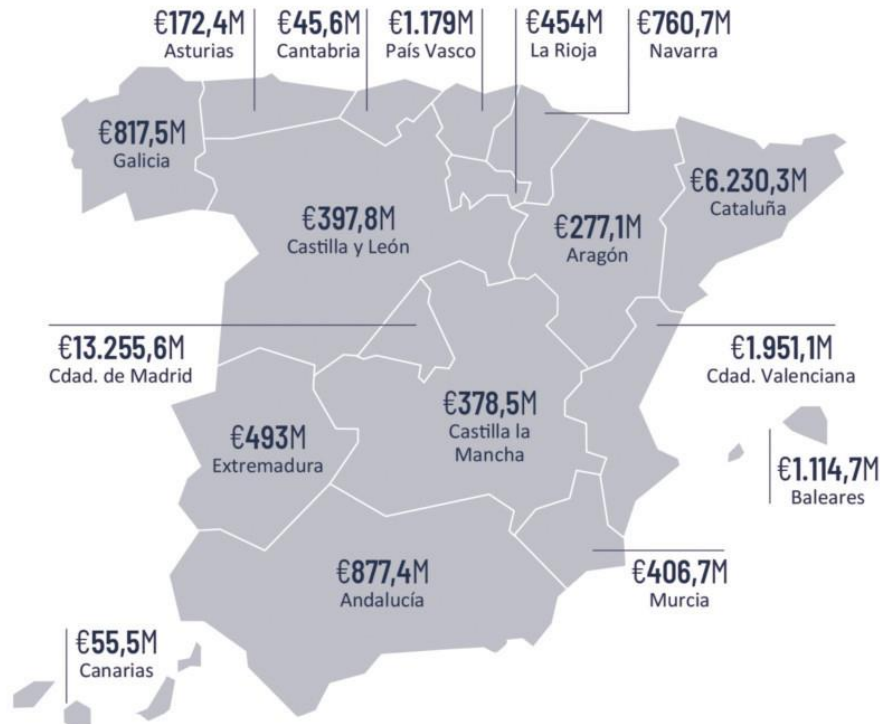 €172,4M
Asturias
€45,6M
Cantabria
€1.179M
País Vasco
€454M
La Rioja
€760,7M
Navarra
€817,5M
Galicia
€6.230,3M
Cataluña
€397,8M
Castilla y León
€277,1M
Aragón
€13.255,6M
Cdad. de Madrid
€1.951,1M
Cdad. Valenciana
€378,5M
Castilla la
Mancha
€493M
Extremadura
€1.114,7M
Baleares
€877,4M
Andalucía
€406,7M
Murcia
€55,5M
Canarias